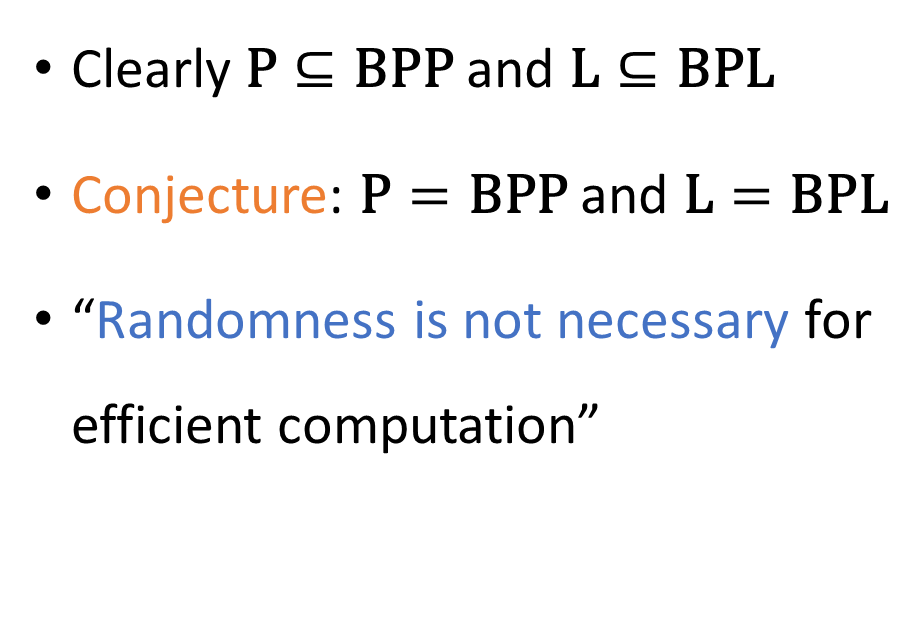 • Clearly P ⊆ BPP and L ⊆ BPL
• Conjecture: P = BPP and L = BPL
• “Randomness is not necessary for
efficient computation”